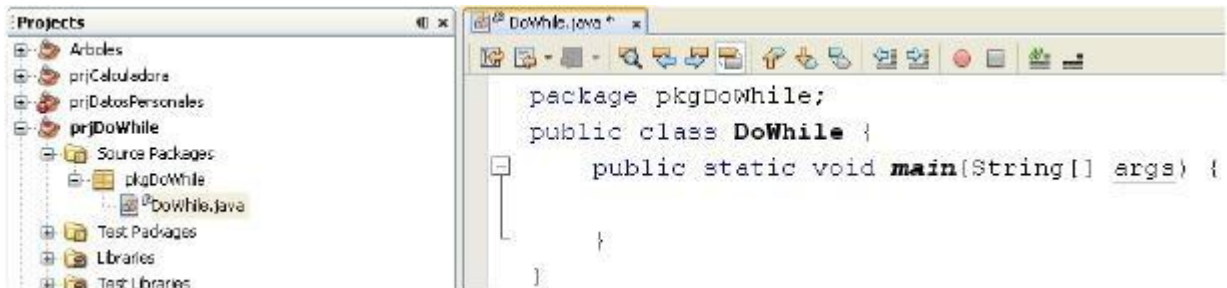 Projects
Arboles
prjCalculadora
prjDatosPersonales
prjDoWhile
Source Packages
pkgDoWhile
DoWhile.java
Test Packages
Libraries
Test Libraries
DoWhile.java *
package pkgDoWhile;
public class DoWhile {
public static void main(String[] args) {
}
}